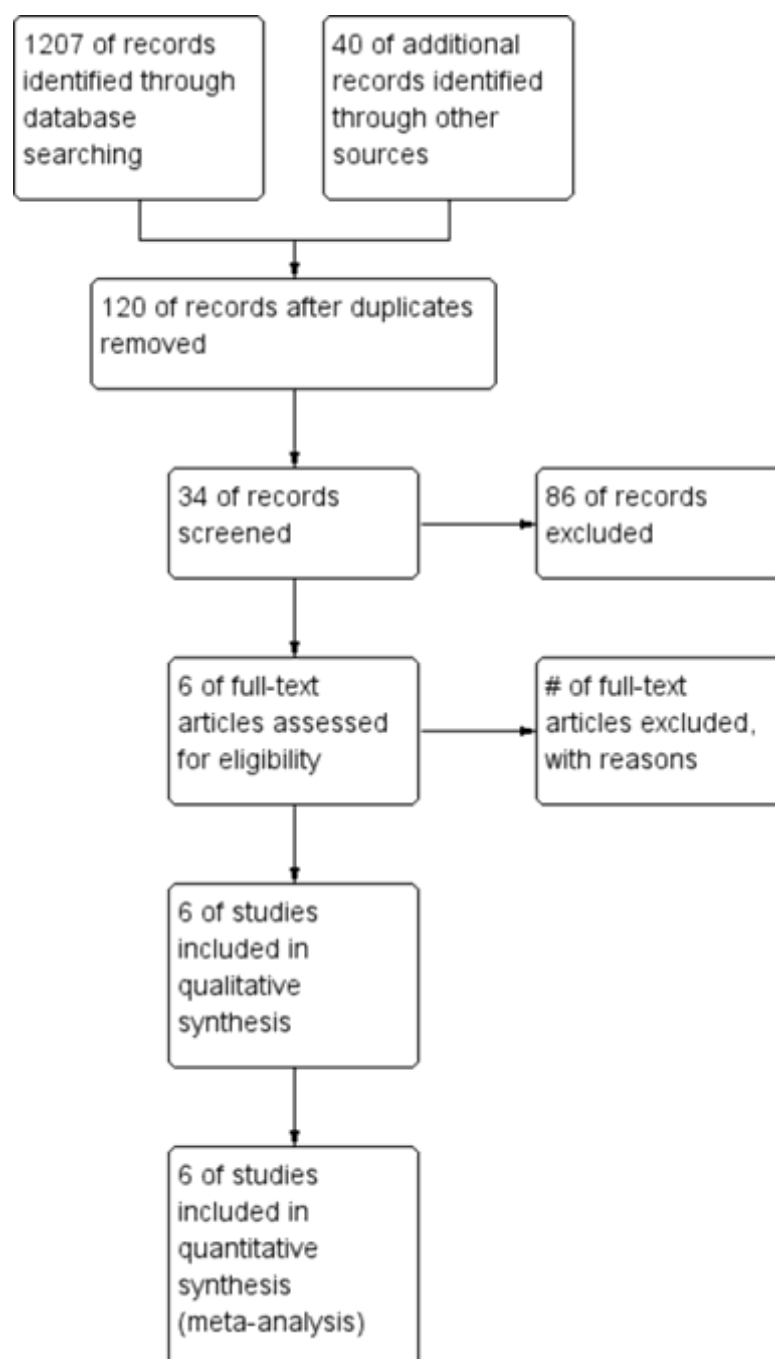 1207 of records
identified through
database
searching
40 of additional
records identified
through other
sources
120 of records after duplicates
removed
34 of records
screened
86 of records
excluded
6 of full-text
articles assessed
for eligibility
# of full-text
articles excluded,
with reasons
6 of studies
included in
qualitative
synthesis
6 of studies
included in
quantitative
synthesis
(meta-analysis)